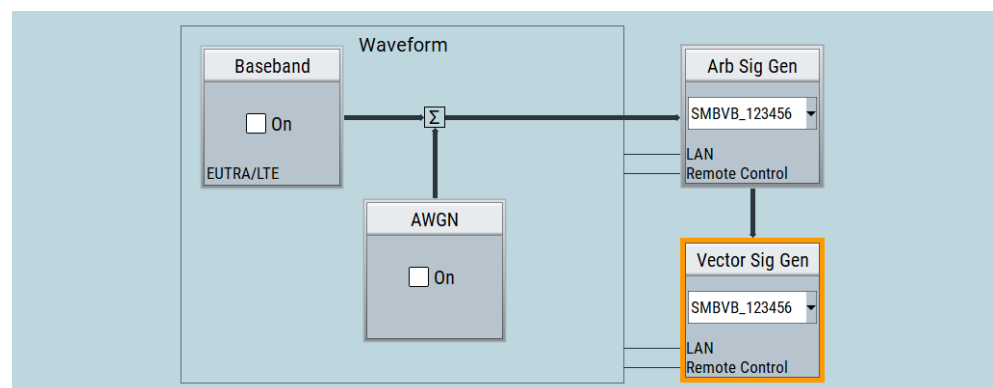 Waveform
Baseband
On
EUTRA/LTE
Σ
AWGN
On
Arb Sig Gen
SMBVB_123456
LAN
Remote Control
Vector Sig Gen
SMBVB_123456
LAN
Remote Control